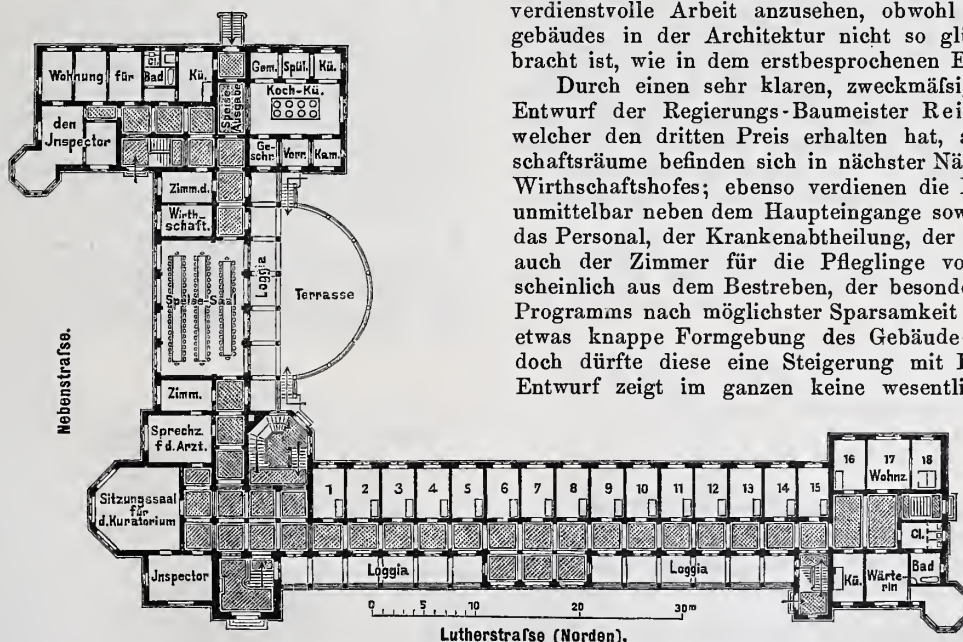 verdienstvolle Arbeit anzusehen, obwohl
gebäudes in der Architektur nicht so gl
bracht ist, wie in dem erstbesprochenen E
Durch einen sehr klaren, zweckmäſsi
Entwurf der Regierungs-Baumeister Rei
welcher den dritten Preis erhalten hat, a
schaftsräume befinden sich in nächster Nä
Wirthschaftshofes; ebenso verdienen die
unmittelbar neben dem Haupteingange sow
das Personal, der Krankenabtheilung, der
auch der Zimmer für die Pfleglinge vo
scheinlich aus dem Bestreben, der besonde
Programms nach möglichster Sparsamkeit
etwas knappe Formgebung des Gebäude-
doch dürfte diese eine Steigerung mit
Entwurf zeigt im ganzen keine wesentli
Wohnung für
Cl.
Bad
Kü.
Gem. Spül. Kü.
Speise-
Ausgabe
Koch-Kü.
den
Jnspector
Ge-
schr.
Vorr. Kam.
Zimm.d.
Wirth-
schaft.
Loggia
Terrasse
Speise-S
Nebenstraſse.
Zimm.
Sprechz.
f d.Arzt.
Sitzungssaal
für
d.Kuratorium
Jnspector
1 2 3 4 5 6 7 8 9 10 11 12 13 14 15
16 17 18
Wohnz.
Loggia Loggia
Cl.
Kü. Wärte-
rin
Bad
0 5 10 20 30m
Lutherstraſse (Norden).